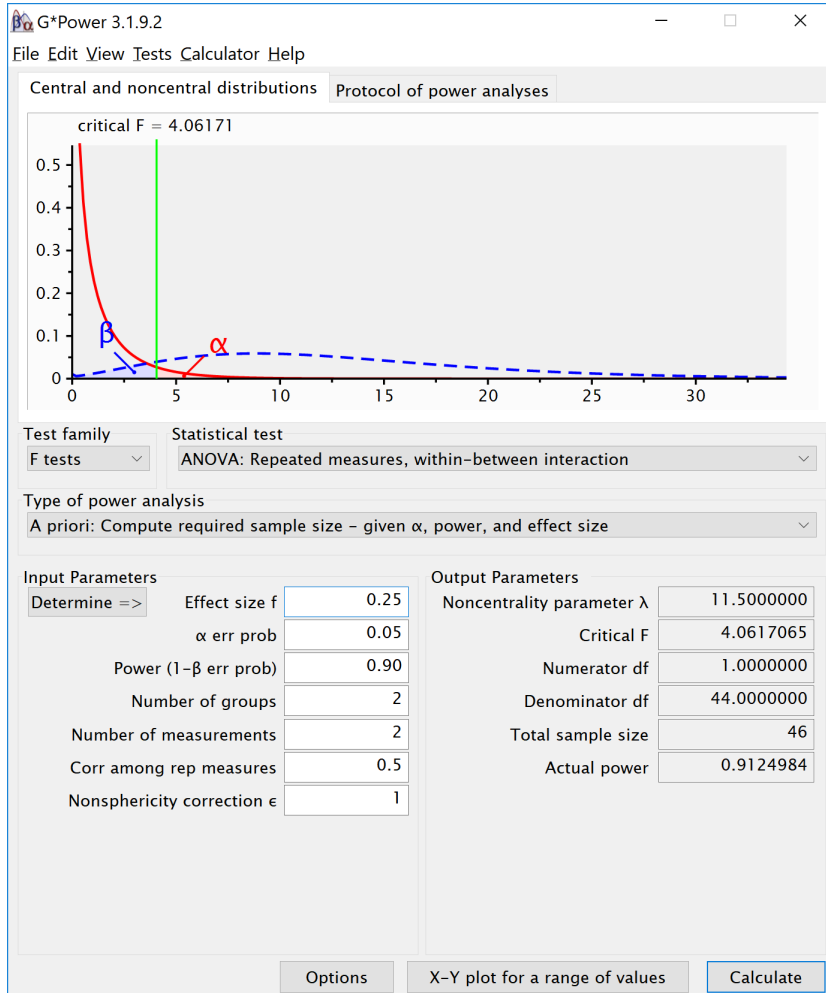 βα G*Power 3.1.9.2
File Edit View Tests Calculator Help
Central and noncentral distributions Protocol of power analyses
critical F = 4.06171
0.5
0.4
0.3
0.2
0.1
β α
0
0 5 10 15 20 25 30
Test family Statistical test
F tests ANOVA: Repeated measures, within-between interaction
Type of power analysis
A priori: Compute required sample size – given α, power, and effect size
Input Parameters Output Parameters
Determine => Effect size f 0.25 Noncentrality parameter λ 11.5000000
α err prob 0.05 Critical F 4.0617065
Power (1-β err prob) 0.90 Numerator df 1.0000000
Number of groups 2 Denominator df 44.0000000
Number of measurements 2 Total sample size 46
Corr among rep measures 0.5 Actual power 0.9124984
Nonsphericity correction ϵ 1
Options X-Y plot for a range of values Calculate